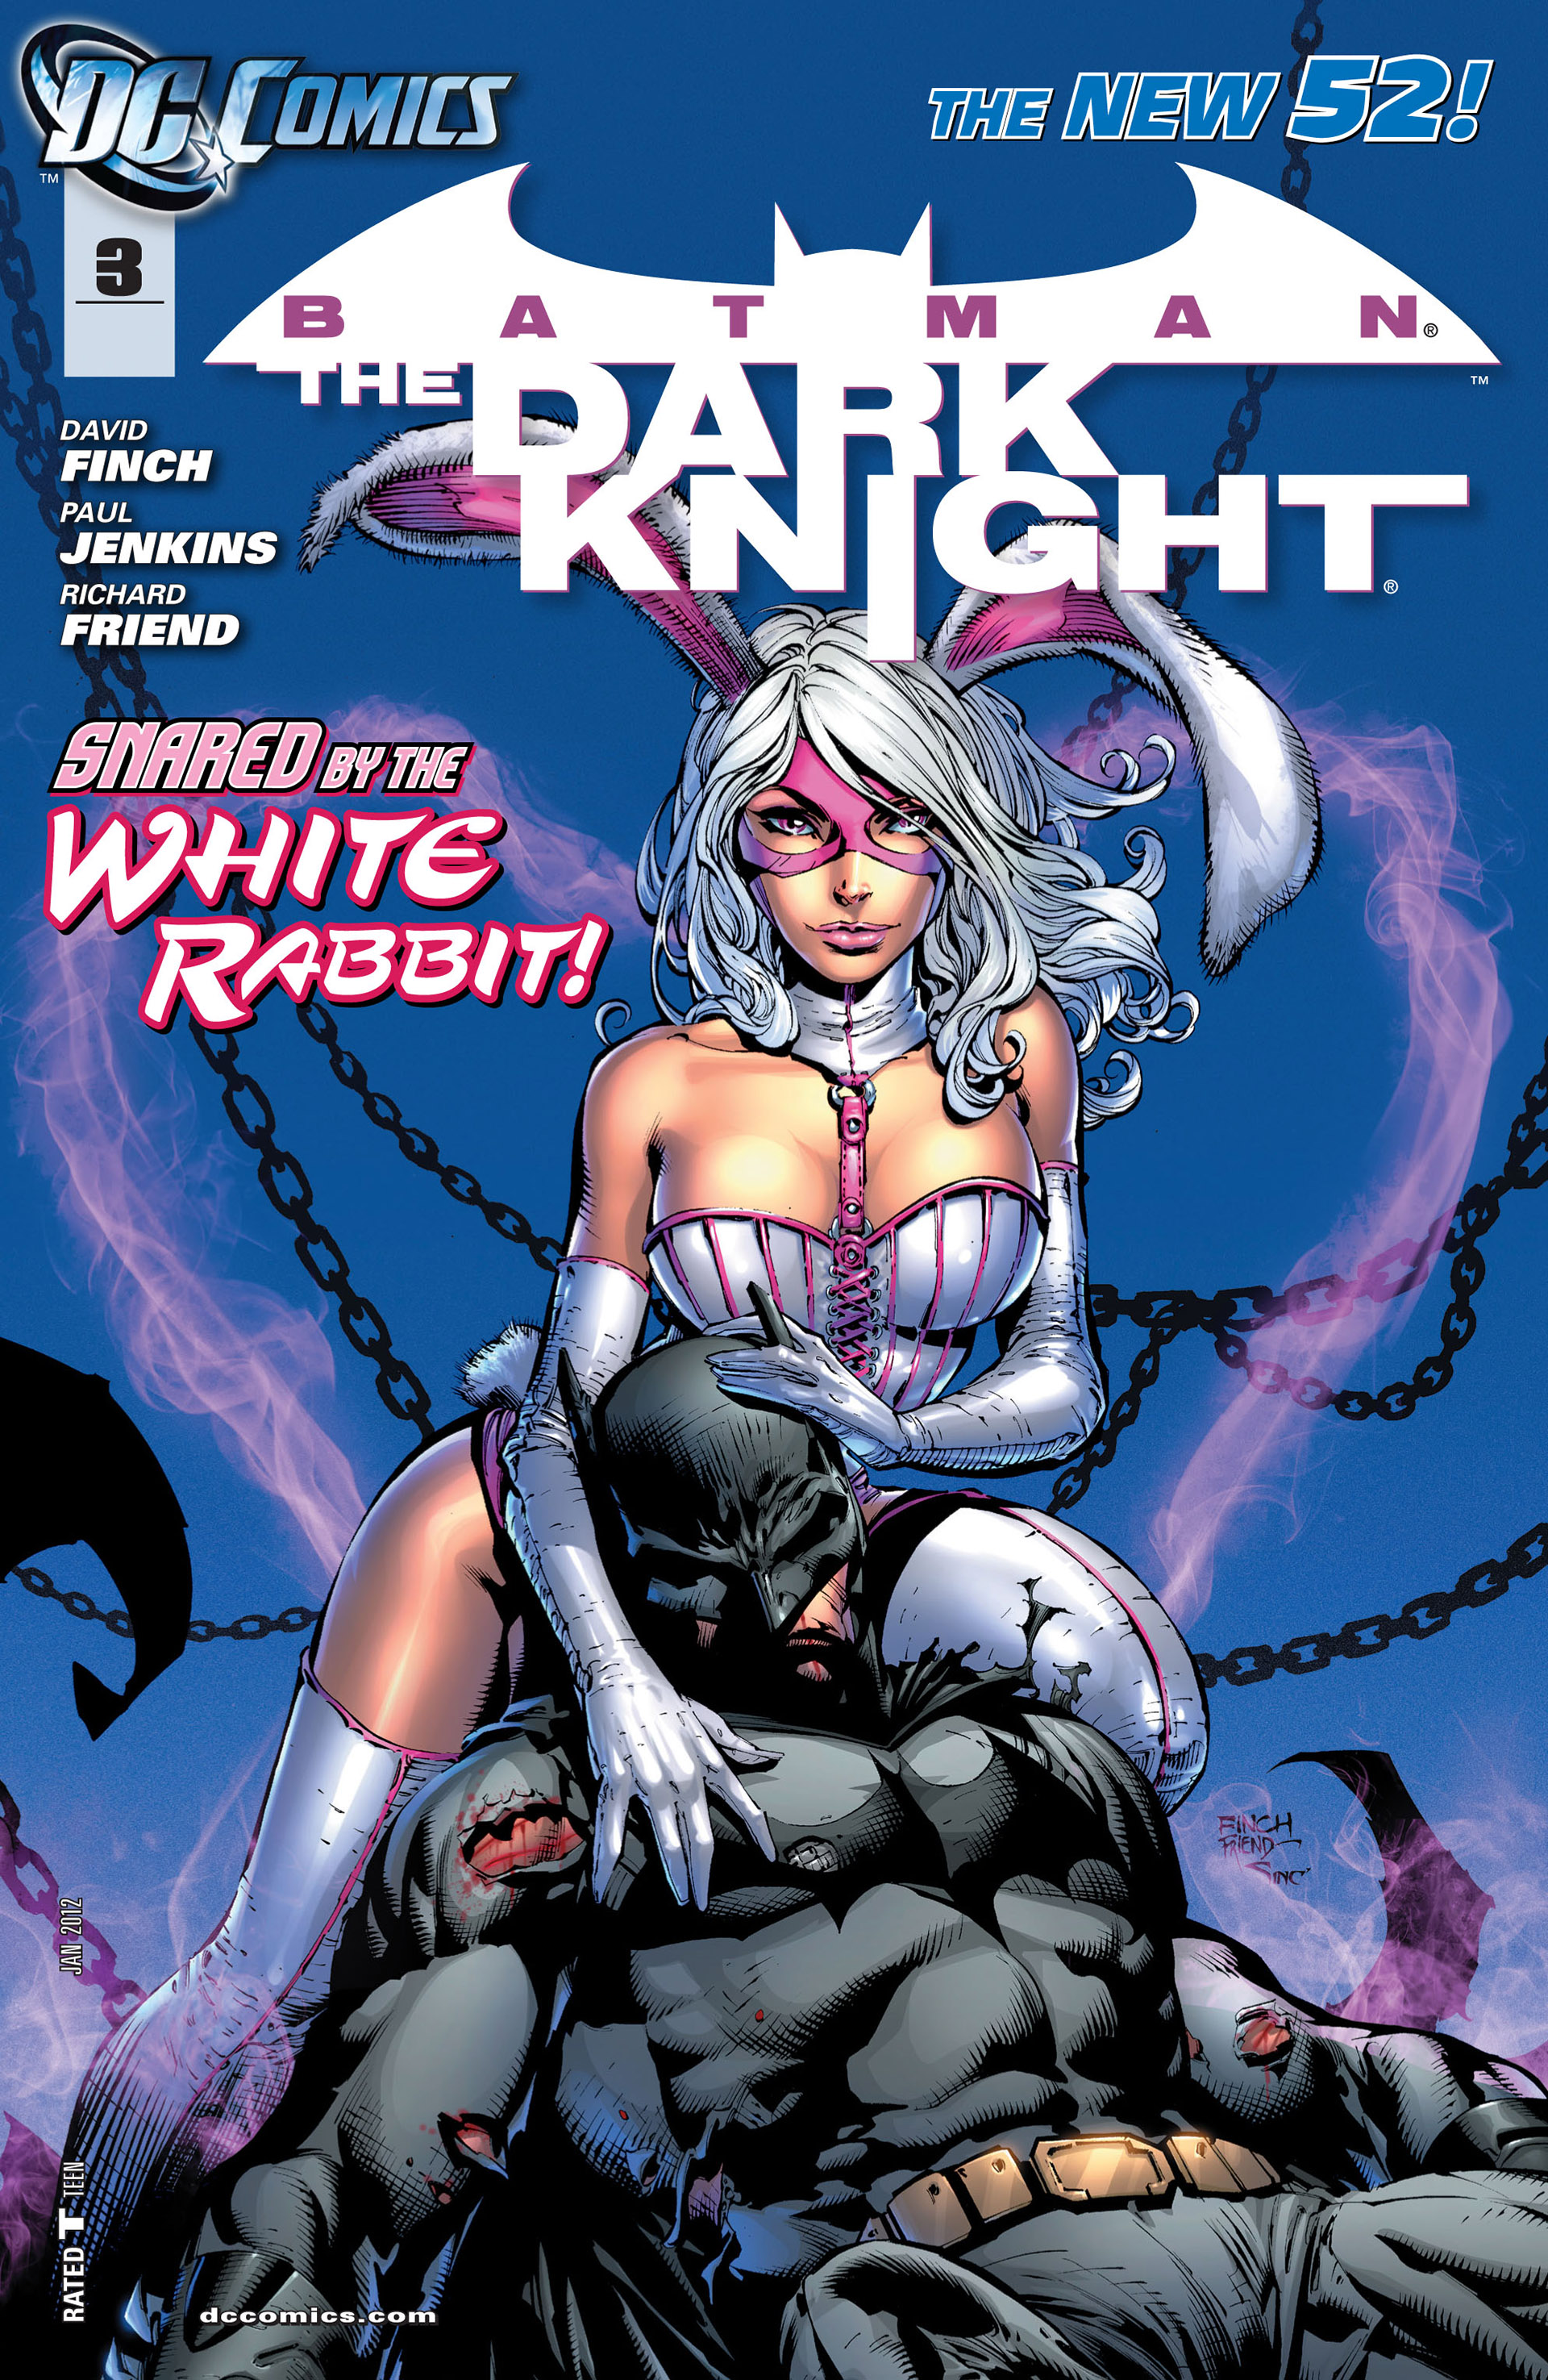 DC COMICS
™
THE NEW 52!
3
BATMAN®
™
THE DARK
KNIGHT®
DAVID
FINCH
PAUL
JENKINS
RICHARD
FRIEND
SNARED BY THE
WHITE
RABBIT!
FINCH
FRIEND
SINC'
JAN 2012
RATED T TEEN
dccomics.com